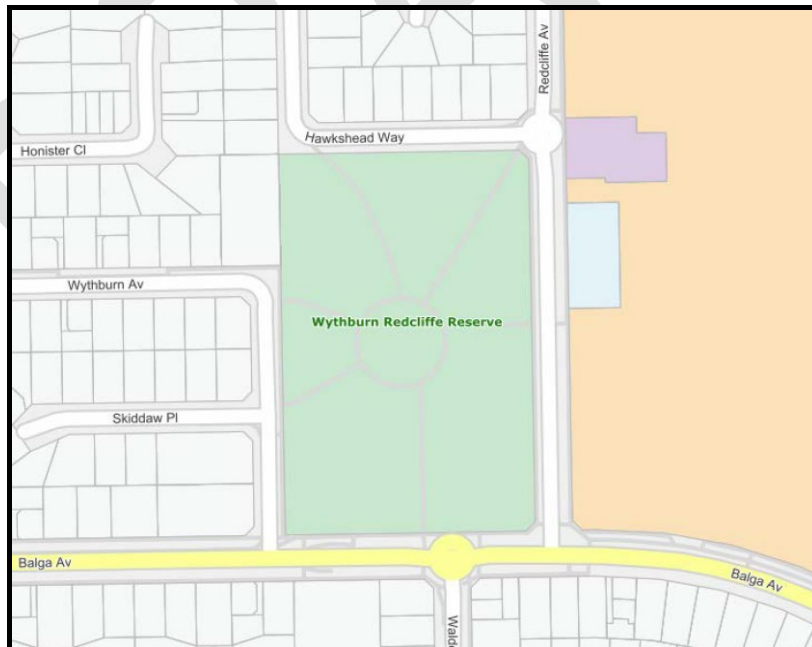 Redcliffe Av
Hawkshead Way
Honister Cl
Wythburn Av
Wythburn Redcliffe Reserve
Skiddaw Pl
Balga Av
Balga Av